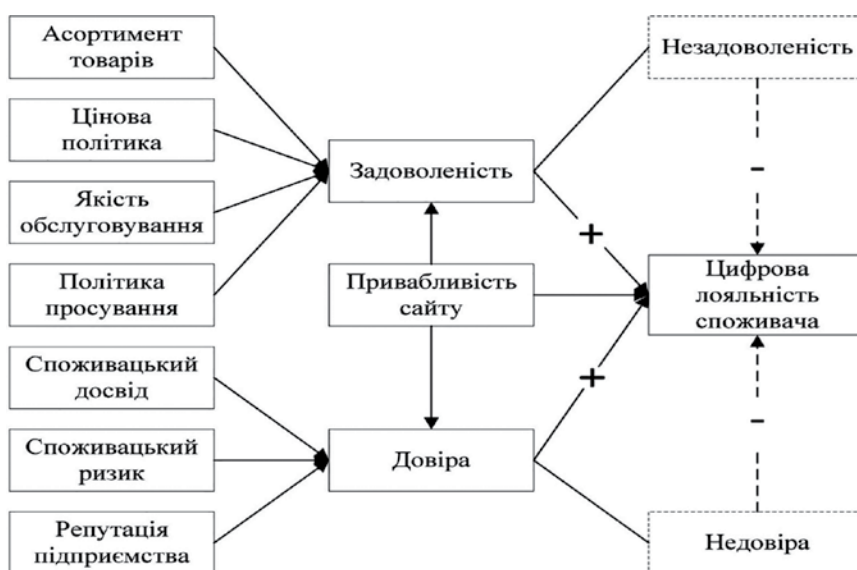 Асортимент
товарів
Цінова
політика
Якість
обслуговування
Політика
просування
Споживацький
досвід
Споживацький
ризик
Репутація
підприємства
Задоволеність
Привабливість
сайту
Довіра
Незадоволеність
-
+
Цифрова
лояльність
споживача
+
-
Недовіра